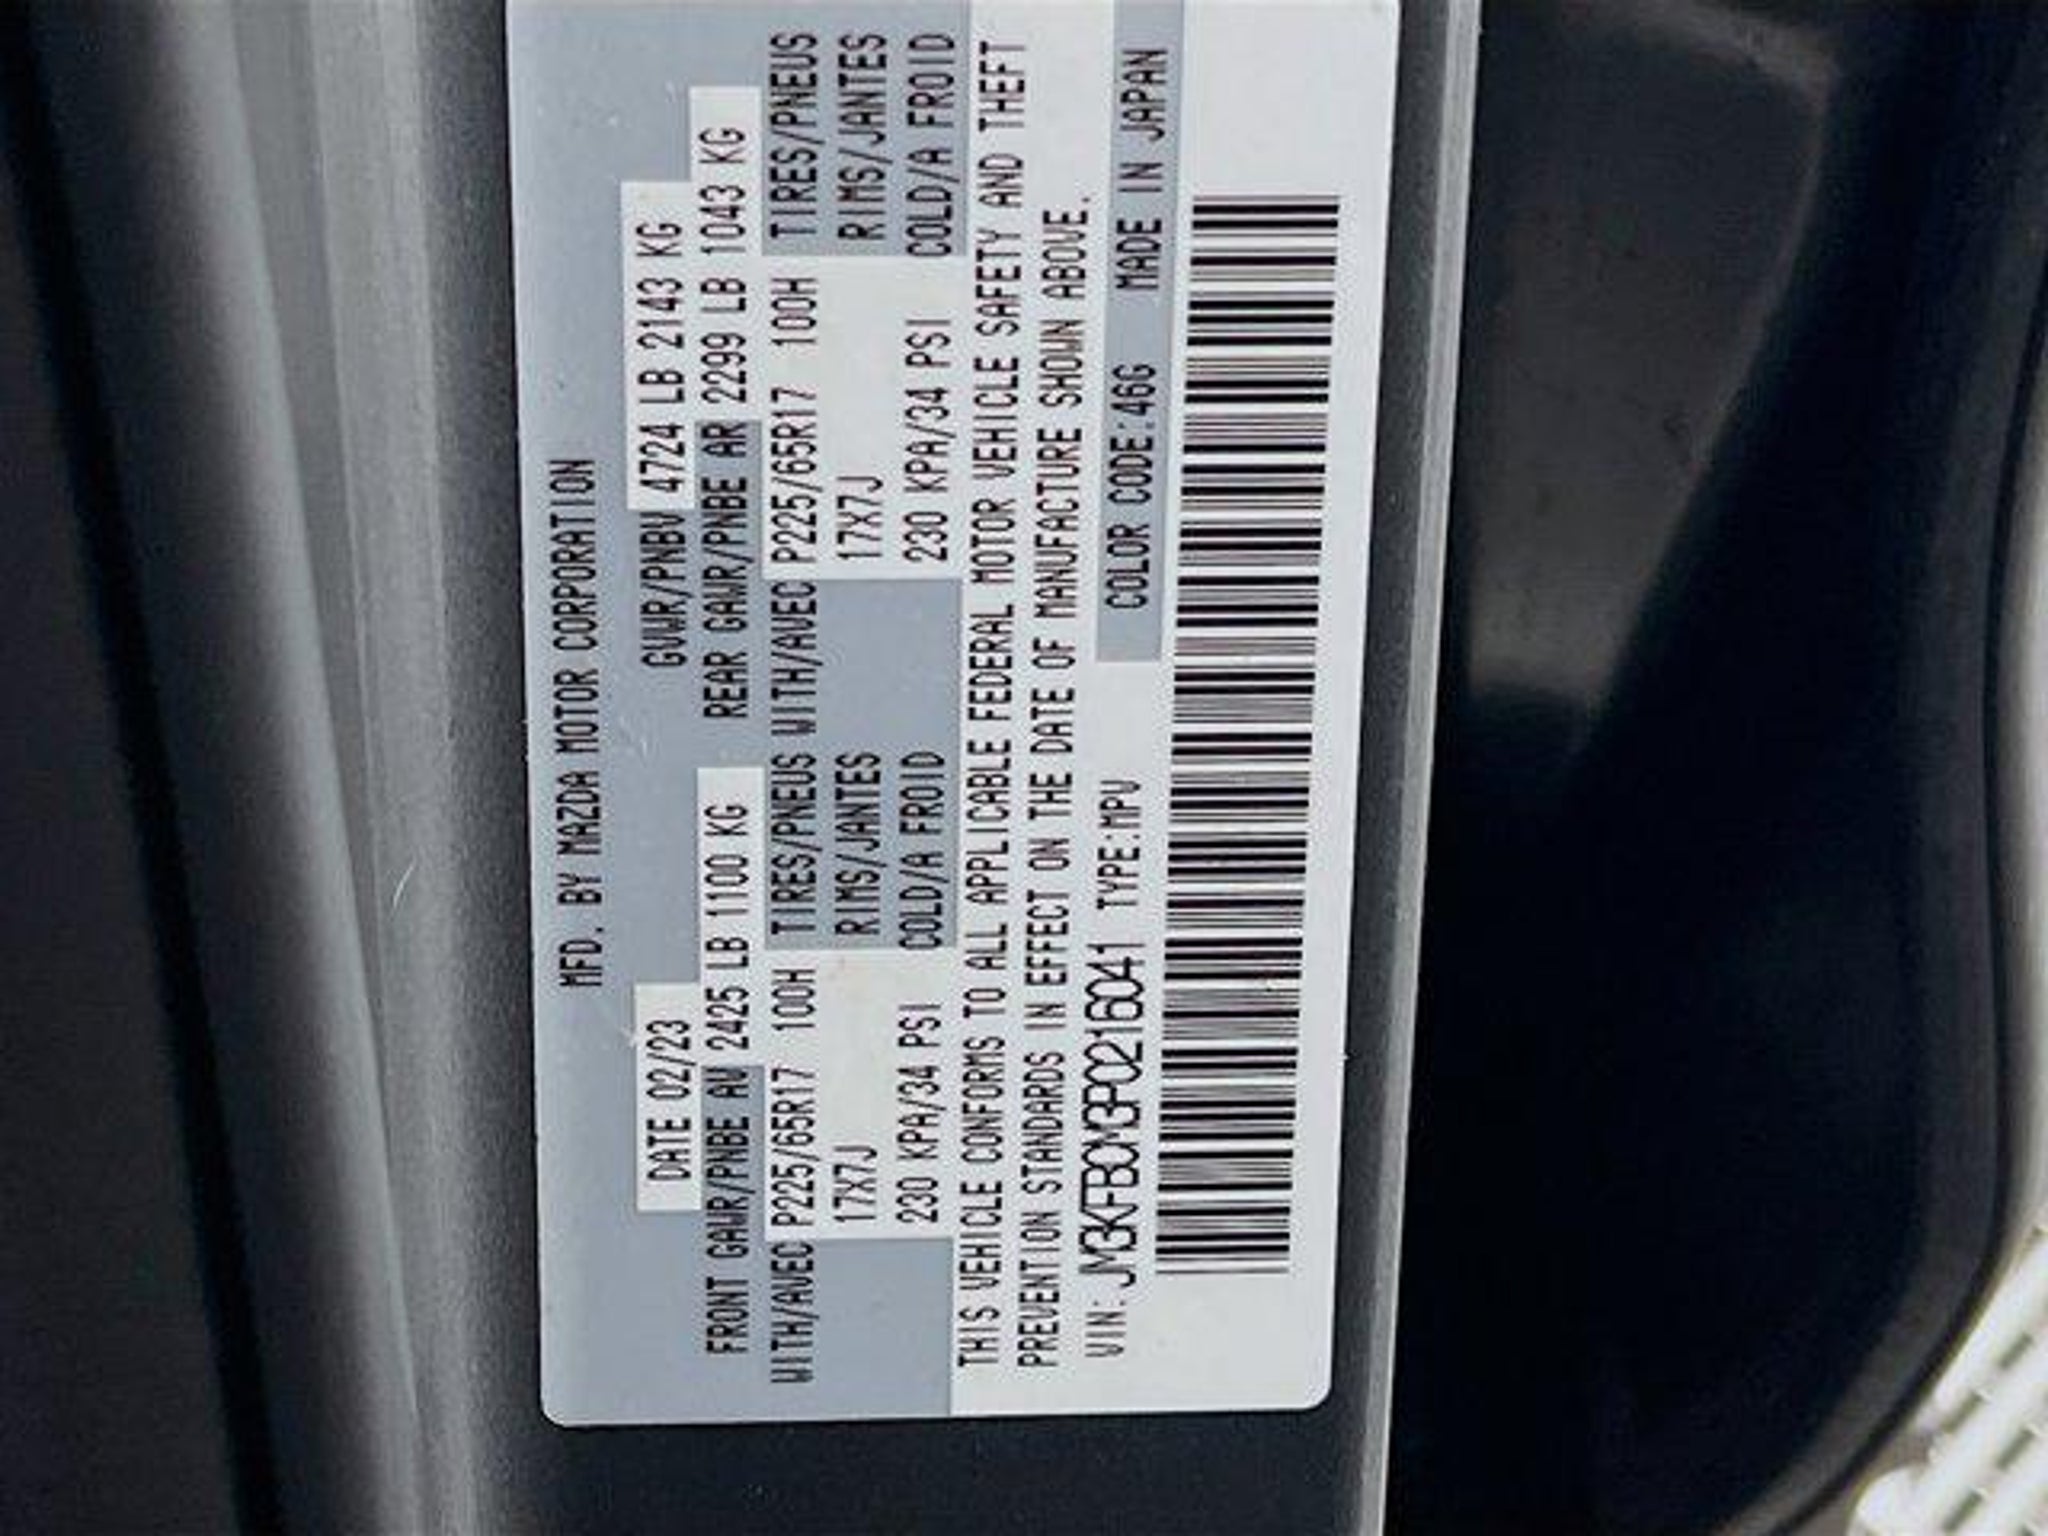 MFD. BY MAZDA MOTOR CORPORATION
DATE 02/23 GVWR/PNBV 4724 LB 2143 KG
FRONT GAWR/PNBE AV 2425 LB 1100 KG REAR GAWR/PNBE AR 2299 LB 1043 KG
WITH/AVEC P225/65R17 100H TIRES/PNEUS WITH/AVEC P225/65R17 100H TIRES/PNEUS
17X7J RIMS/JANTES 17X7J RIMS/JANTES
230 KPA/34 PSI COLD/A FROID 230 KPA/34 PSI COLD/A FROID
THIS VEHICLE CONFORMS TO ALL APPLICABLE FEDERAL MOTOR VEHICLE SAFETY AND THEFT
PREVENTION STANDARDS IN EFFECT ON THE DATE OF MANUFACTURE SHOWN ABOVE.
VIN: JM3KFBCM3P0216041 TYPE:MPV COLOR CODE:46G MADE IN JAPAN